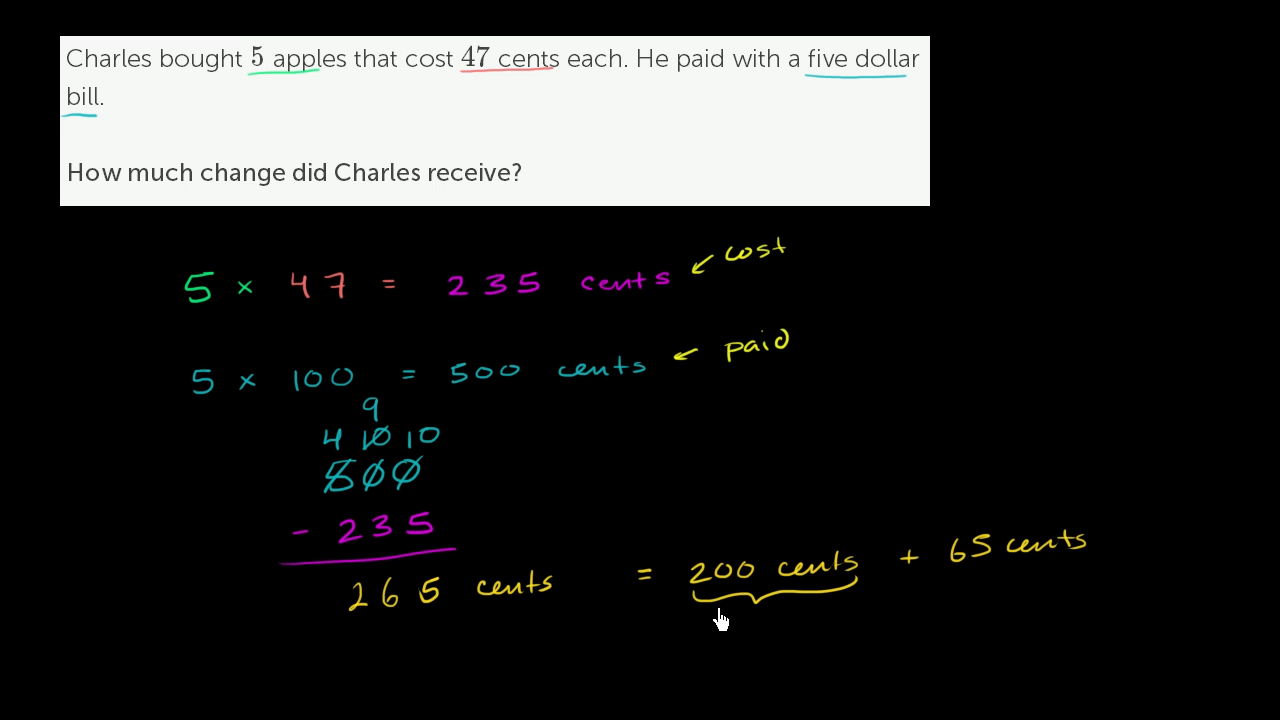 Charles bought 5 apples that cost 47 cents each. He paid with a five dollar
bill.
How much change did Charles receive?
5 × 47 = 235 cents ↙ cost
5 × 100 = 500 cents ← paid
9
4 10 10
500
- 235
265 cents = 200 cents + 65 cents